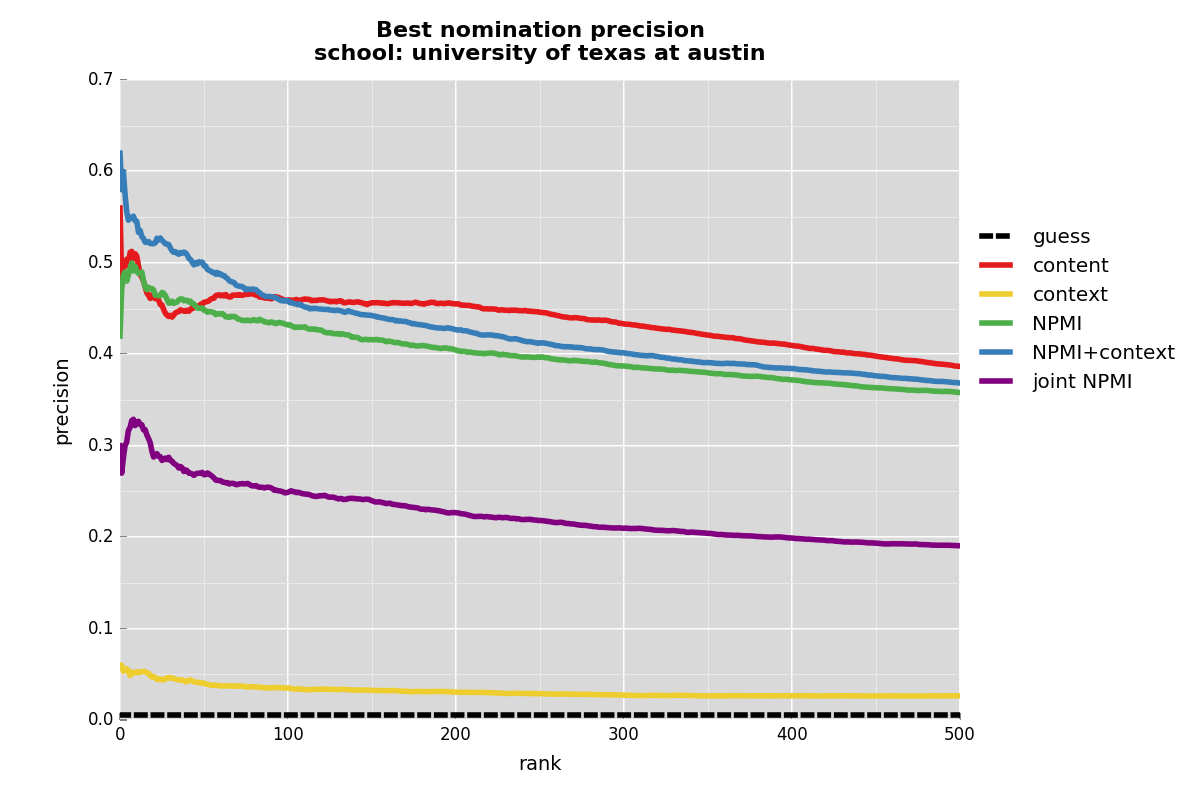 Best nomination precision
school: university of texas at austin
0.7
0.6
0.5
0.4
0.3
0.2
0.1
0.0
precision
0 100 200 300 400 500
rank
guess
content
context
NPMI
NPMI+context
joint NPMI